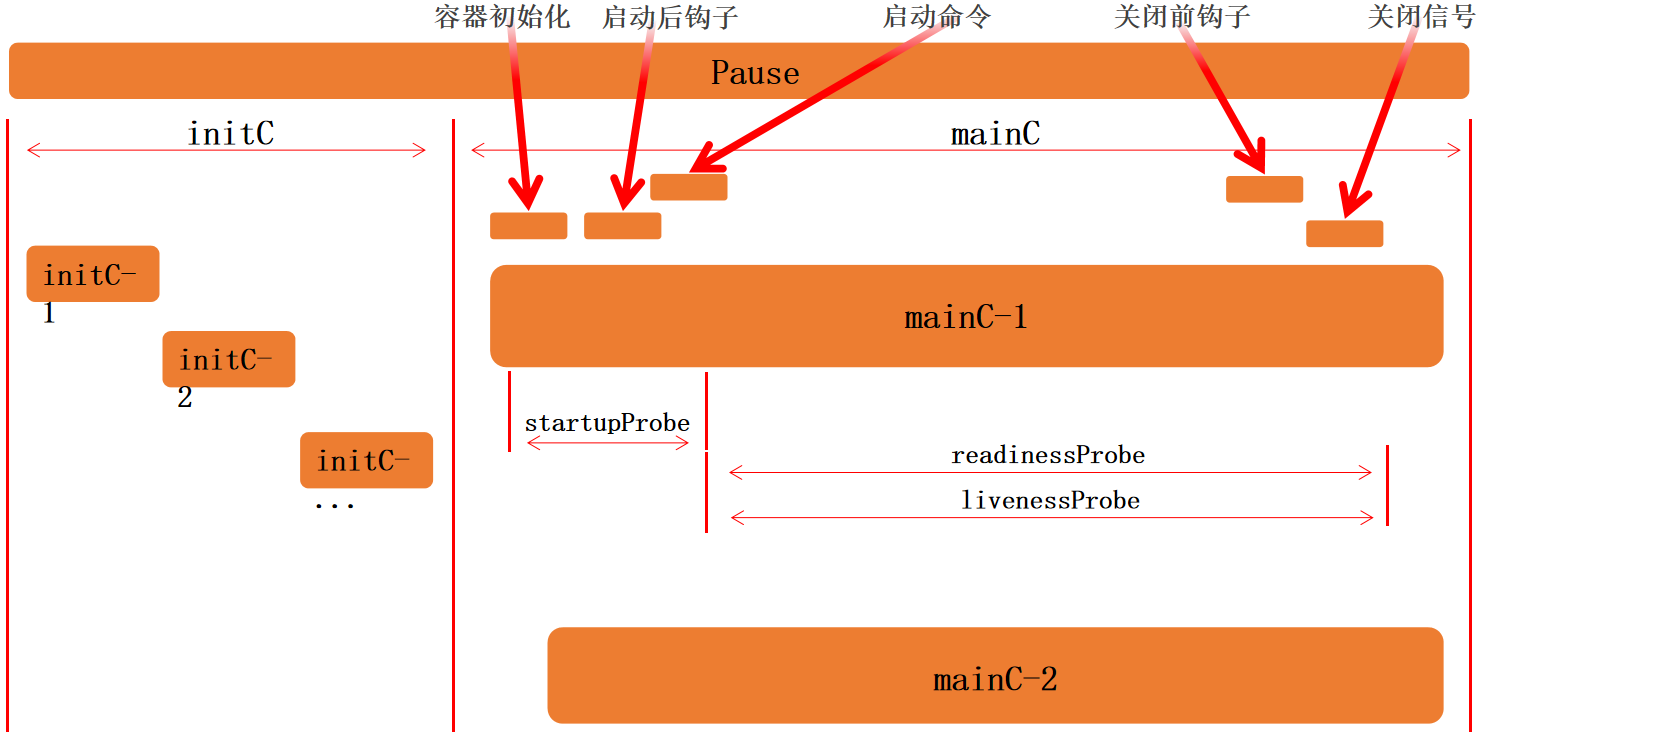 容器初始化
启动后钩子
启动命令
关闭前钩子
关闭信号
Pause
initC
mainC
initC-
1
initC-
2
initC-
...
mainC-1
startupProbe
readinessProbe
livenessProbe
mainC-2